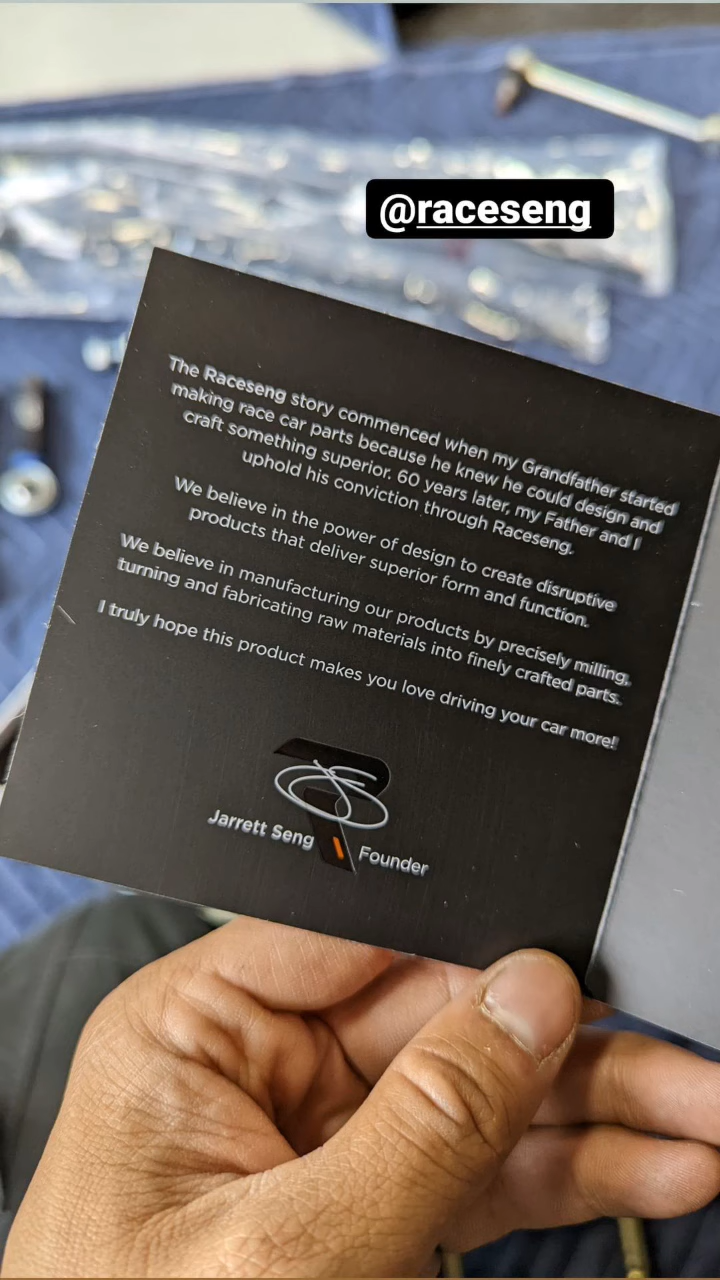 @raceseng
The Raceseng story commenced when my Grandfather started
making race car parts because he knew he could design and
craft something superior. 60 years later, my Father and I
uphold his conviction through Raceseng.
We believe in the power of design to create disruptive
products that deliver superior form and function.
We believe in manufacturing our products by precisely milling,
turning and fabricating raw materials into finely crafted parts.
I truly hope this product makes you love driving your car more!
Jarrett Seng Founder